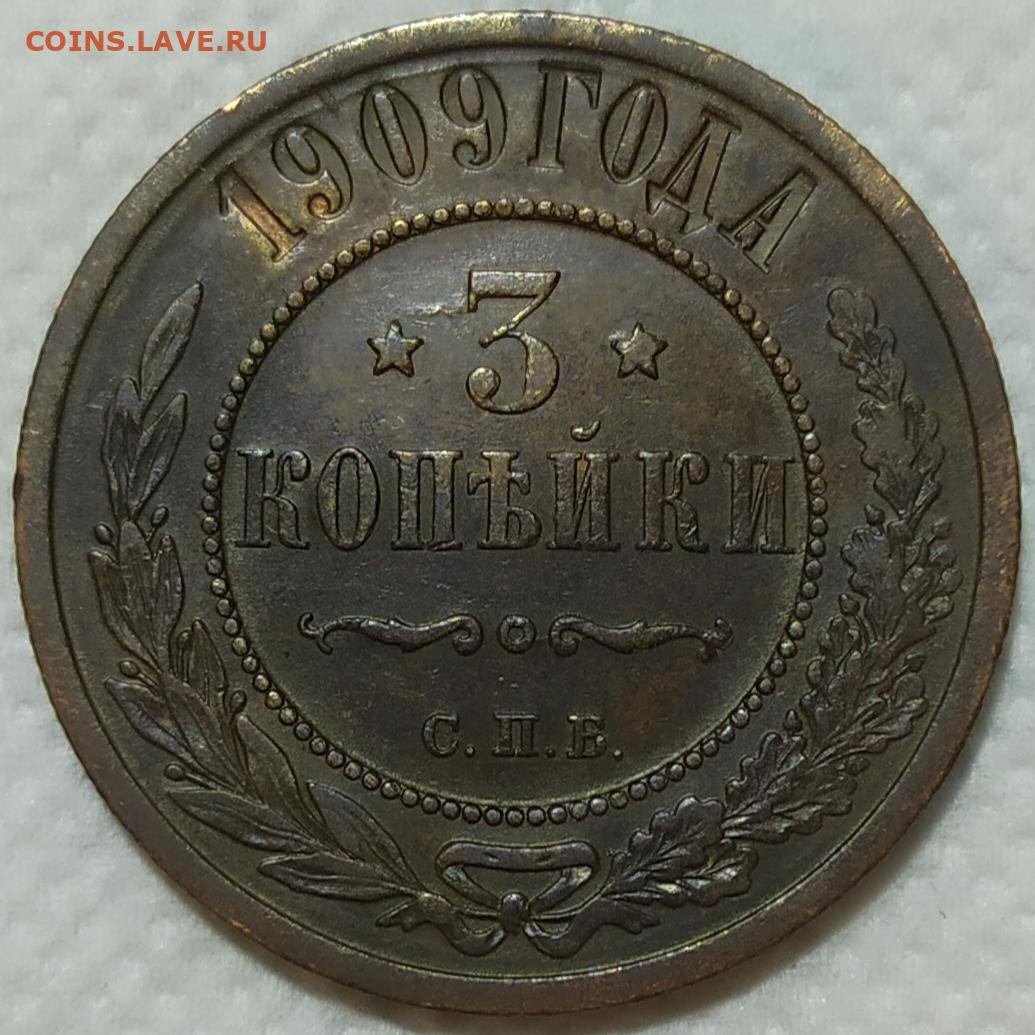 COINS.LAVE.RU
1909 ГОДА
3
КОПѢЙКИ
С.П.Б.